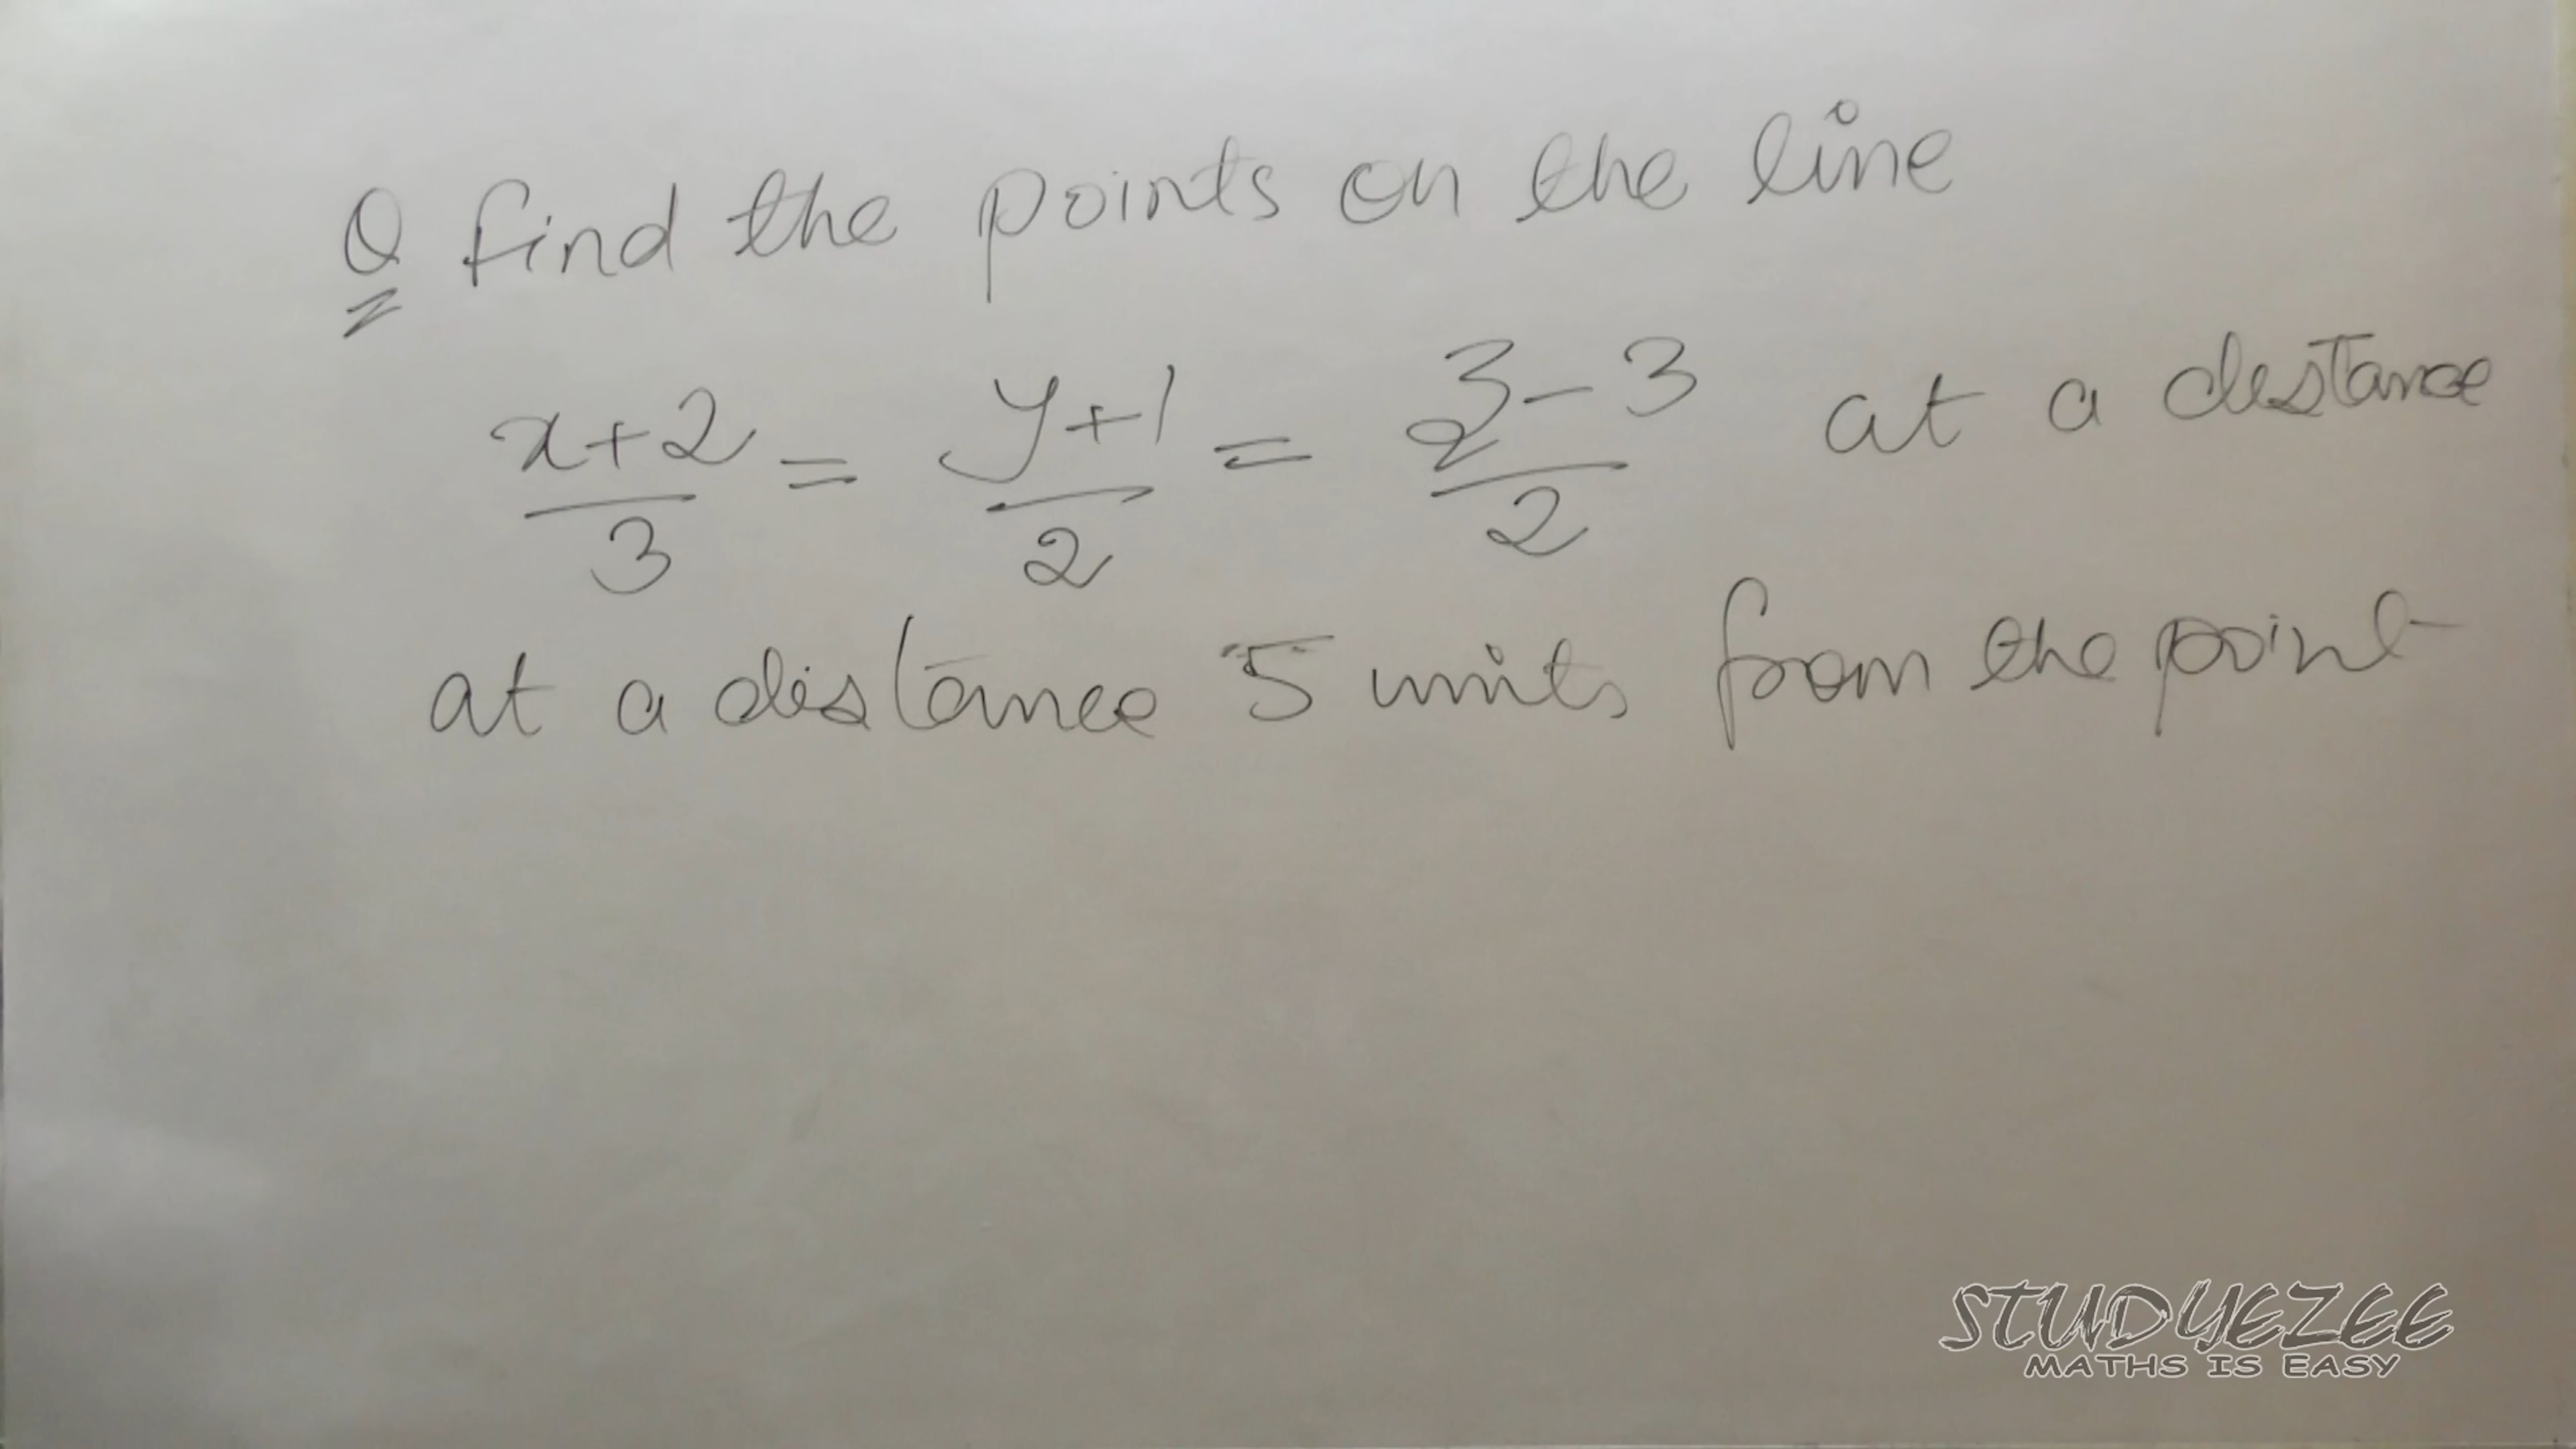 Q find the points on the line
x+2/3 = y+1/2 = z-3/2 at a distance
at a distance 5 units from the point
STUDYEZEE
MATHS IS EASY